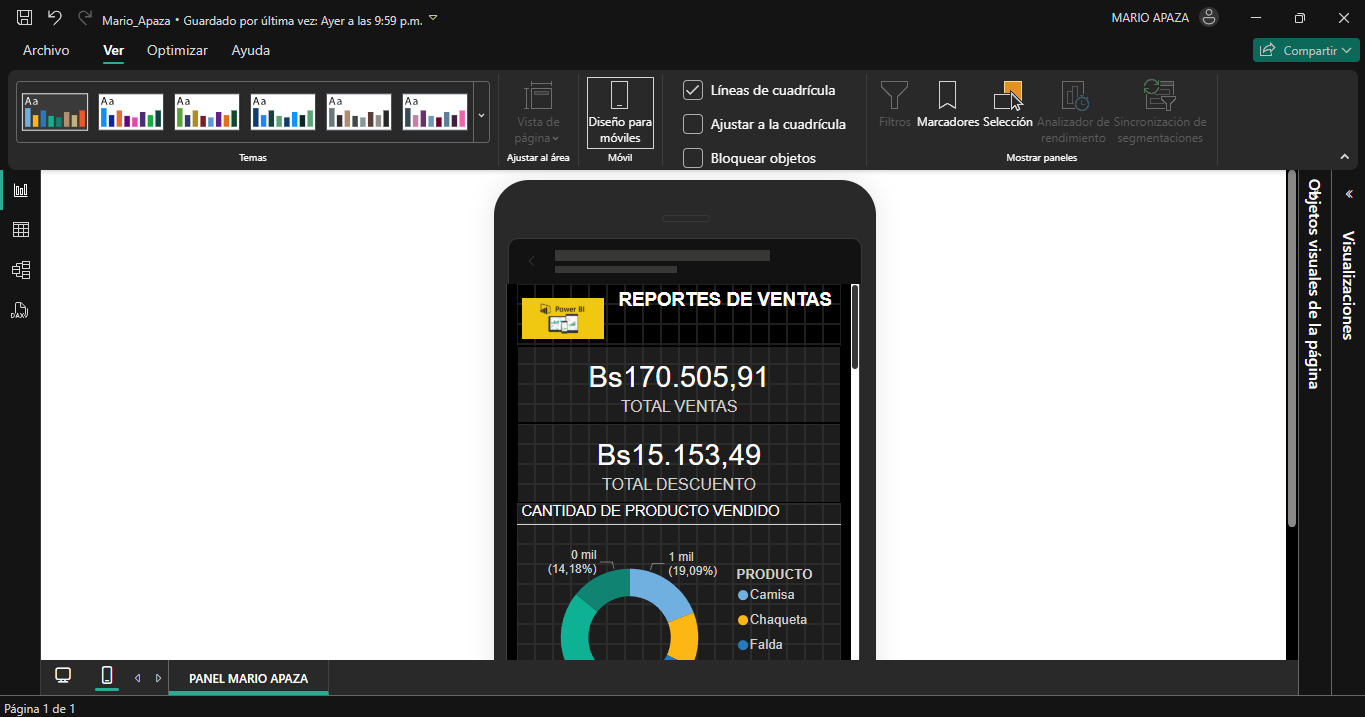 Mario_Apaza • Guardado por última vez: Ayer a las 9:59 p.m.
MARIO APAZA
Archivo
Ver
Optimizar
Ayuda
Compartir
Aa
Aa
Aa
Aa
Aa
Aa
Temas
Vista de página
Ajustar al área
Diseño para móviles
Móvil
Líneas de cuadrícula
Ajustar a la cuadrícula
Bloquear objetos
Filtros
Marcadores
Selección
Analizador de rendimiento
Sincronización de segmentaciones
Mostrar paneles
DAX
Power BI
REPORTES DE VENTAS
Bs170.505,91
TOTAL VENTAS
Bs15.153,49
TOTAL DESCUENTO
CANTIDAD DE PRODUCTO VENDIDO
0 mil
(14,18%)
1 mil
(19,09%)
PRODUCTO
Camisa
Chaqueta
Falda
Objetos visuales de la página
Visualizaciones
PANEL MARIO APAZA
Página 1 de 1